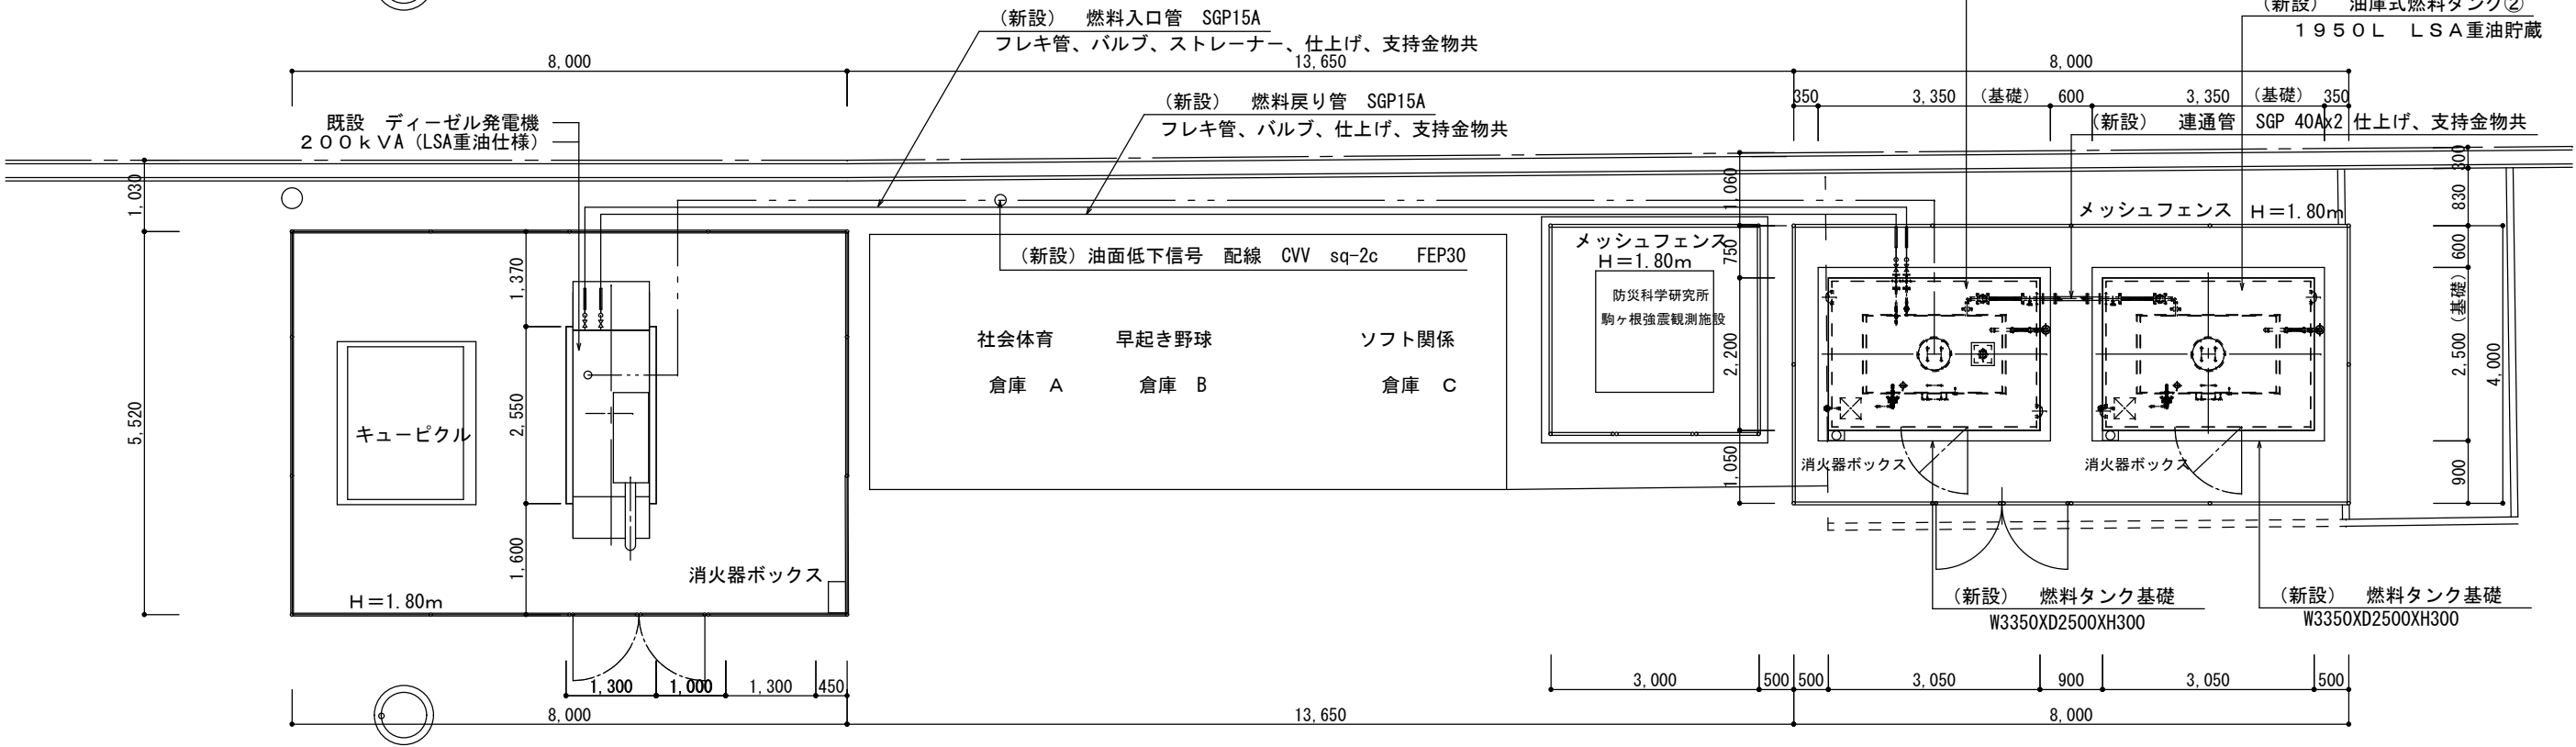 （新設） 燃料入口管 SGP15A
フレキ管、バルブ、ストレーナー、仕上げ、支持金物共
（新設） 油庫式燃料タンク②
１９５０Ｌ ＬＳＡ重油貯蔵
8,000
13,650
8,000
350
3,350 （基礎）
600
3,350 （基礎）
350
（新設） 燃料戻り管 SGP15A
フレキ管、バルブ、仕上げ、支持金物共
既設 ディーゼル発電機
２００ｋＶA（LSA重油仕様）
（新設） 連通管 SGP 40Ax2 仕上げ、支持金物共
1,030
5,520
1,370
2,550
1,600
キュービクル
H＝1.80m
消火器ボックス
（新設）油面低下信号 配線 CVV sq-2c FEP30
社会体育
倉庫 A
早起き野球
倉庫 B
ソフト関係
倉庫 C
メッシュフェンス
H＝1.80m
防災科学研究所
駒ヶ根強震観測施設
1,060
750
2,200
1,050
メッシュフェンス H＝1.80m
300
830
600
2,500（基礎）
900
4,000
消火器ボックス
消火器ボックス
（新設） 燃料タンク基礎
W3350XD2500XH300
（新設） 燃料タンク基礎
W3350XD2500XH300
1,300
1,000
1,300
450
3,000
500
500
3,050
900
3,050
500
8,000
13,650
8,000